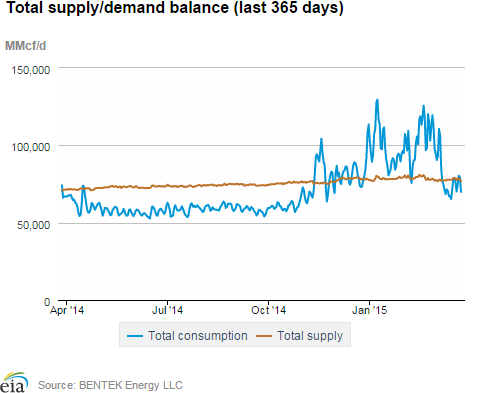 Total supply/demand balance (last 365 days)
MMcf/d
150,000
100,000
50,000
0
Apr '14 Jul '14 Oct '14 Jan '15
Total consumption Total supply
eia Source: BENTEK Energy LLC